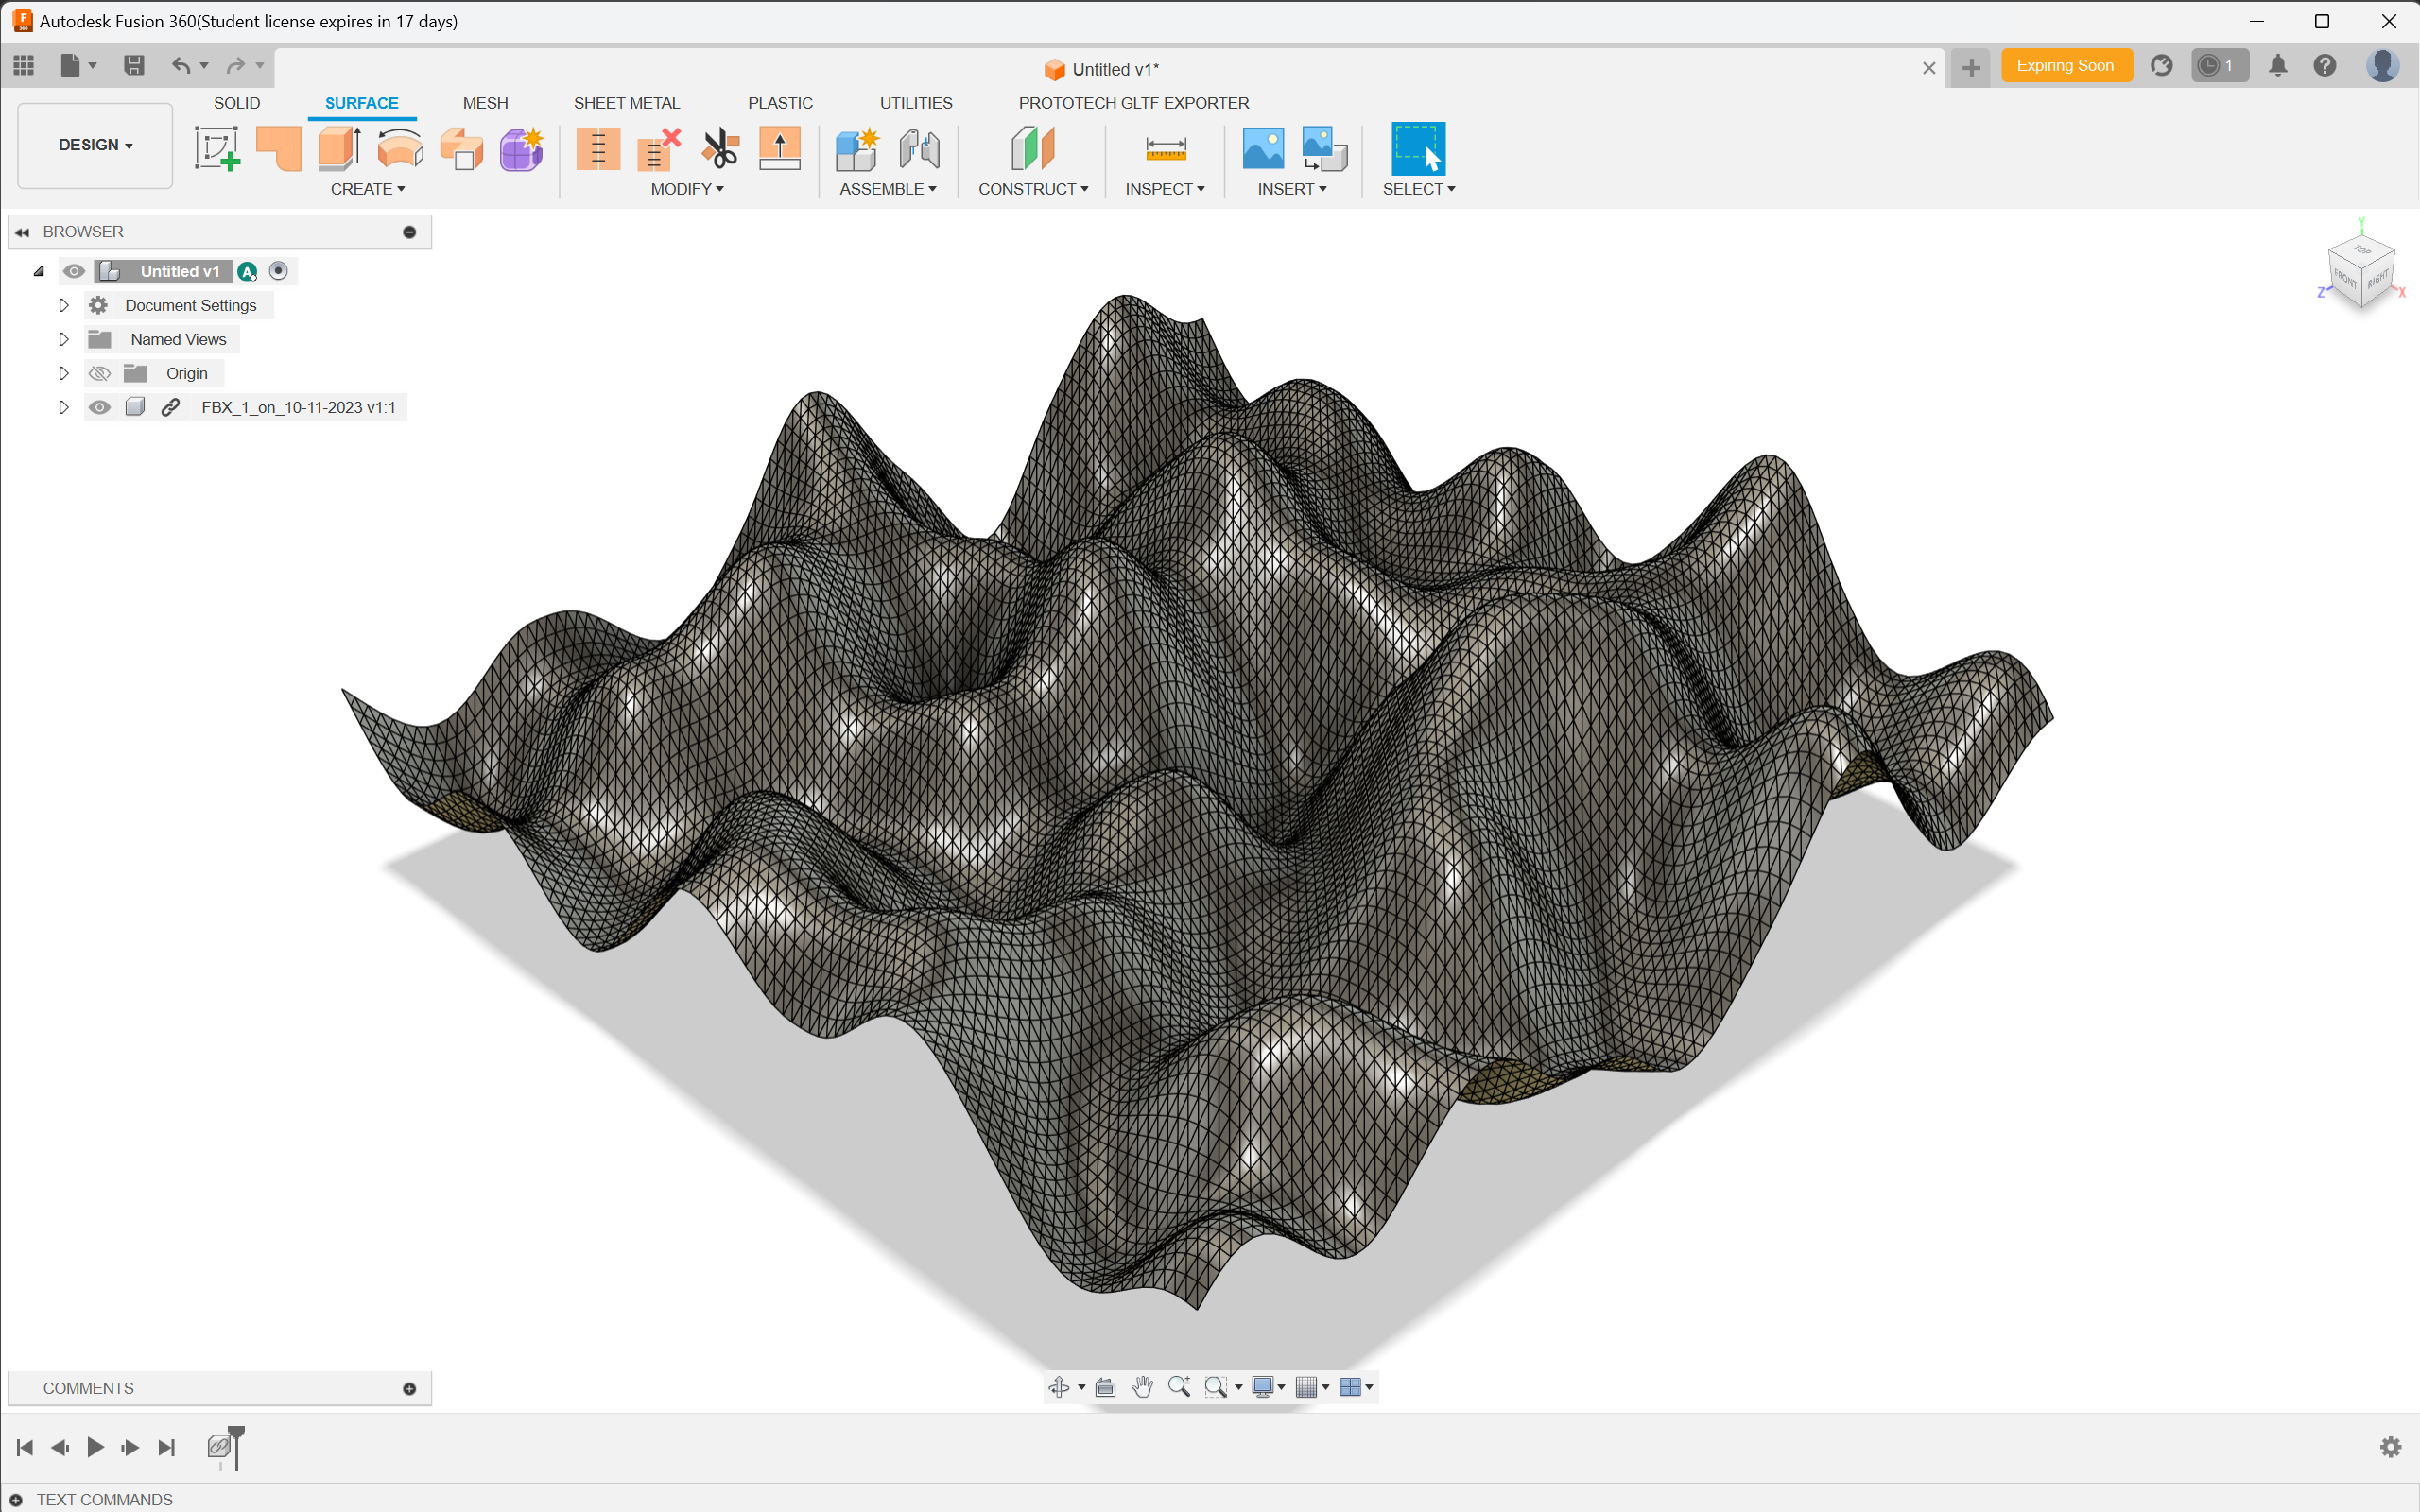 Autodesk Fusion 360(Student license expires in 17 days)
Untitled v1*
Expiring Soon
1
SOLID
SURFACE
MESH
SHEET METAL
PLASTIC
UTILITIES
PROTOTECH GLTF EXPORTER
DESIGN
CREATE
MODIFY
ASSEMBLE
CONSTRUCT
INSPECT
INSERT
SELECT
BROWSER
Untitled v1
A
Document Settings
Named Views
Origin
FBX_1_on_10-11-2023 v1:1
Y
TOP
FRONT
RIGHT
Z
X
COMMENTS
TEXT COMMANDS